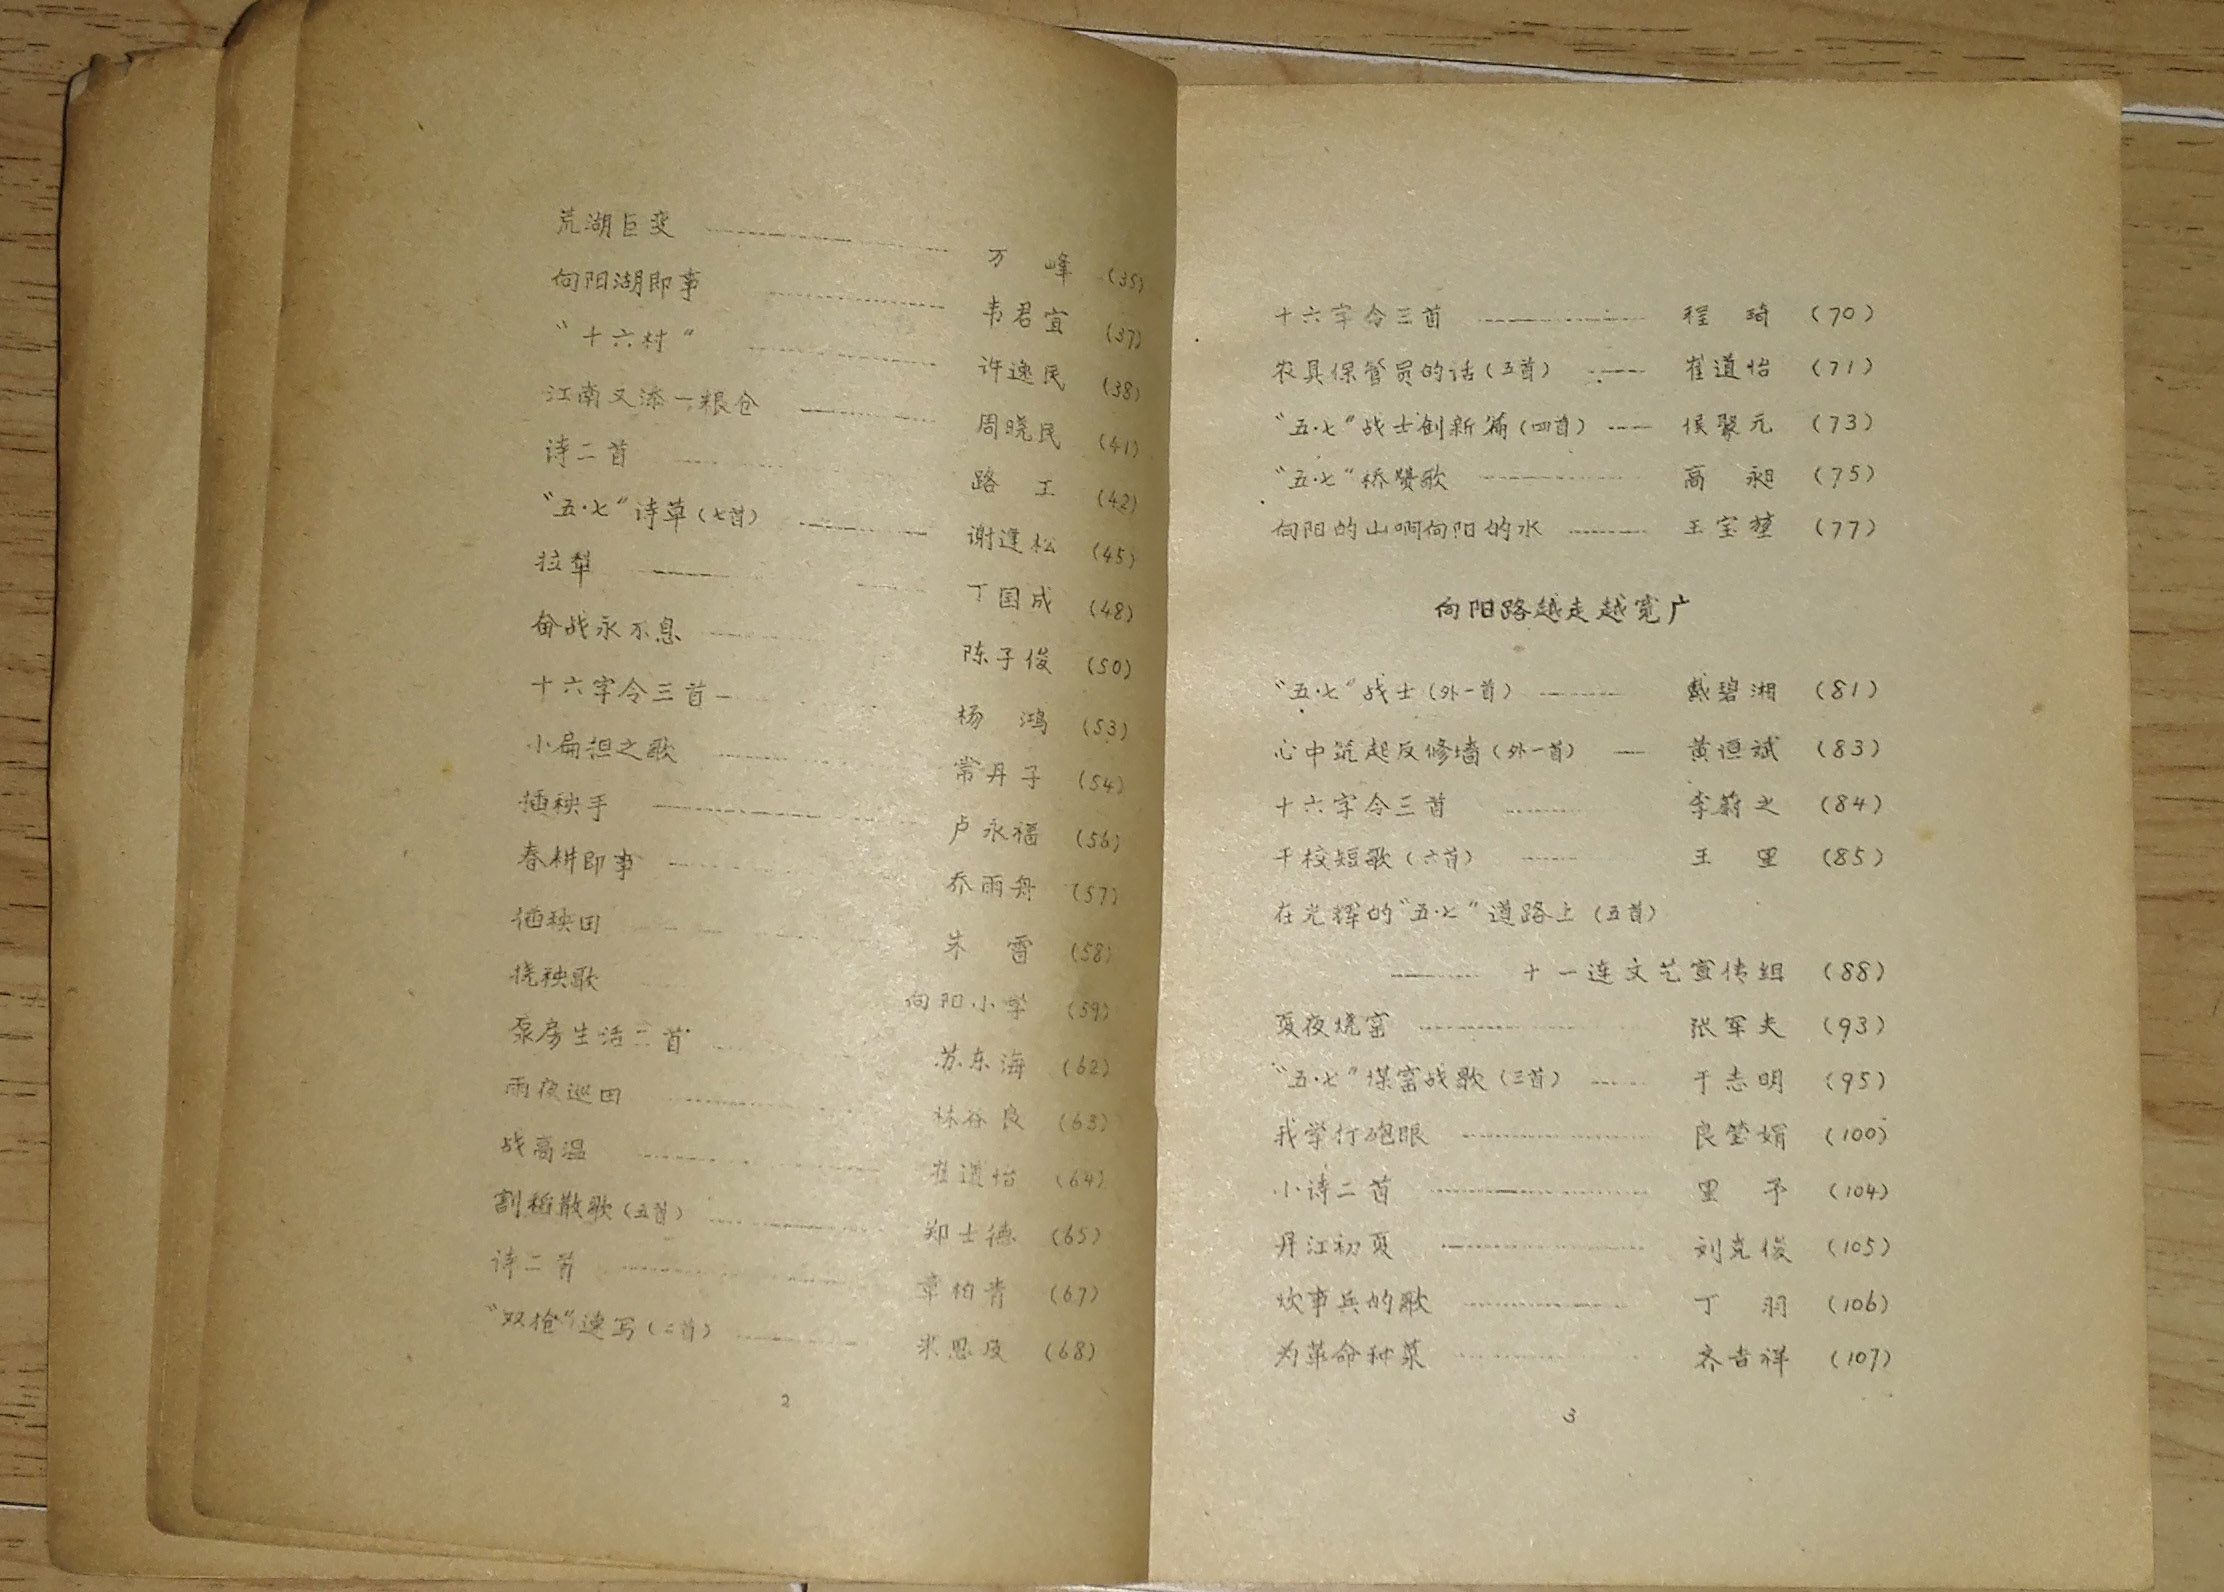 荒湖巨变 万 峰 (35)
向阳湖即事 韦君宜 (37)
“十六村” 许逸民 (38)
江南又添一粮仓 周晓民 (41)
诗二首 路 工 (42)
“五·七”诗草(七首) 谢逢松 (45)
拉犁 丁国成 (48)
奋战永不息 陈子俊 (50)
十六字令三首 杨 鸿 (53)
小扁担之歌 常丹子 (54)
插秧手 卢永福 (56)
春耕即事 乔雨舟 (57)
插秧田 朱 雷 (58)
挠秧歌 向阳小学 (59)
泵房生活二首 苏东海 (62)
雨夜巡田 林谷良 (63)
战高温 崔道怡 (64)
割稻散歌(五首) 郑士德 (65)
诗二首 章柏青 (67)
“双抢”速写(二首) 宋恩及 (68)
2
十六字令三首 程 琦 (70)
农具保管员的话(五首) 崔道怡 (71)
“五·七”战士创新篇(四首) 侯聚元 (73)
“五·七”桥赞歌 高 昶 (75)
向阳的山啊向阳的水 王宝堃 (77)
向阳路越走越宽广
“五·七”战士(外一首) 戴碧湘 (81)
心中筑起反修墙(外一首) 黄洹斌 (83)
十六字令三首 李蔚之 (84)
干校短歌(六首) 王 里 (85)
在光辉的“五·七”道路上(五首)
十一连文艺宣传组 (88)
夏夜烧窑 张军夫 (93)
“五·七”煤窑战歌(三首) 于志明 (95)
我学打砲眼 良莹娟 (100)
小诗二首 里 予 (104)
丹江初夏 刘克俊 (105)
炊事兵的歌 丁 羽 (106)
为革命种菜 齐吉祥 (107)
3